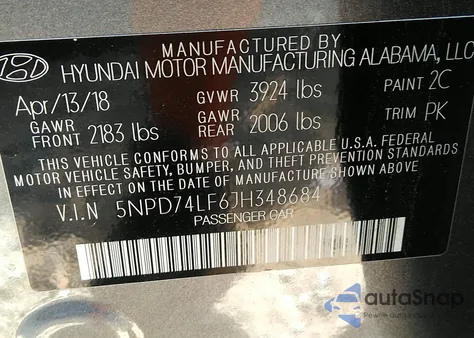 MANUFACTURED BY
HYUNDAI MOTOR MANUFACTURING ALABAMA, LLC
Apr/13/18 GVWR 3924 lbs PAINT 2C
GAWR FRONT 2183 lbs GAWR REAR 2006 lbs TRIM PK
THIS VEHICLE CONFORMS TO ALL APPLICABLE U.S.A. FEDERAL
MOTOR VEHICLE SAFETY, BUMPER, AND THEFT PREVENTION STANDARDS
IN EFFECT ON THE DATE OF MANUFACTURE SHOWN ABOVE
V.I.N 5NPD74LF6JH348684
PASSENGER CAR
autoSnap